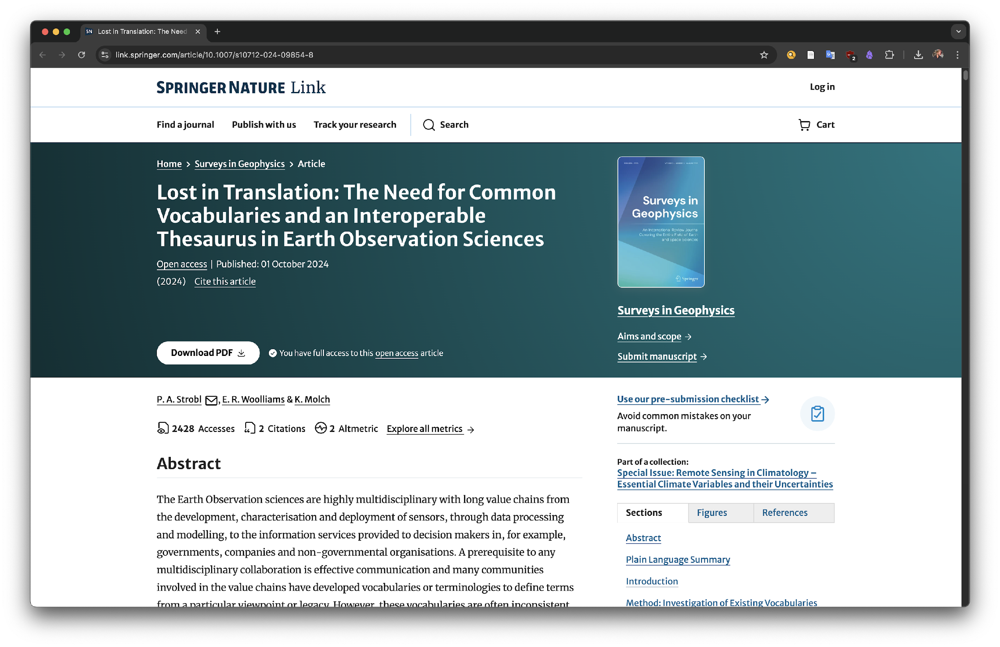 Lost in Translation: The Need
link.springer.com/article/10.1007/s10712-024-09854-8
2
SPRINGER NATURE Link
Log in
Find a journal
Publish with us
Track your research
Search
Cart
Home > Surveys in Geophysics > Article
Lost in Translation: The Need for Common
Vocabularies and an Interoperable
Thesaurus in Earth Observation Sciences
Open access | Published: 01 October 2024
(2024) Cite this article
Download PDF
You have full access to this open access article
Surveys in
Geophysics
An International Review Journal
Covering the Entire Field of Earth
and Space Sciences
Springer
Surveys in Geophysics
Aims and scope →
Submit manuscript →
P. A. Strobl, E. R. Woolliams & K. Molch
2428 Accesses
2 Citations
2 Altmetric
Explore all metrics →
Abstract
The Earth Observation sciences are highly multidisciplinary with long value chains from
the development, characterisation and deployment of sensors, through data processing
and modelling, to the information services provided to decision makers in, for example,
governments, companies and non-governmental organisations. A prerequisite to any
multidisciplinary collaboration is effective communication and many communities
involved in the value chains have developed vocabularies or terminologies to define terms
from a particular viewpoint or legacy. However, these vocabularies are often inconsistent
Use our pre-submission checklist →
Avoid common mistakes on your
manuscript.
Part of a collection:
Special Issue: Remote Sensing in Climatology –
Essential Climate Variables and their Uncertainties
Sections
Figures
References
Abstract
Plain Language Summary
Introduction
Method: Investigation of Existing Vocabularies